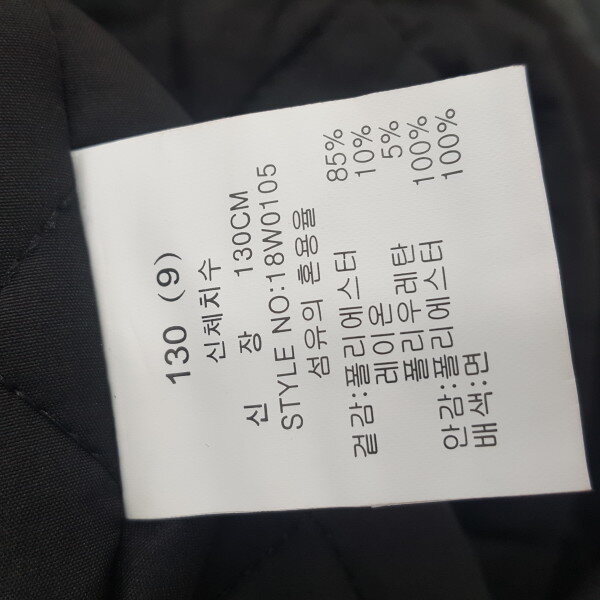 130 (9)
신체치수
신 장 130CM
STYLE NO:18W0105
섬유의 혼용율
겉감:폴리에스터 85%
레이온 10%
폴리우레탄 5%
안감:폴리에스터 100%
배색:면 100%